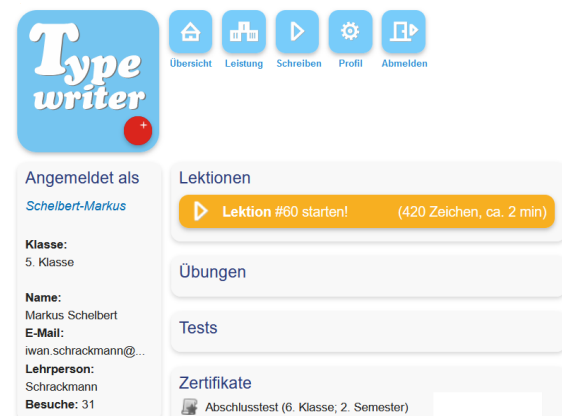 Type
writer
Übersicht
Leistung
Schreiben
Profil
Abmelden
Angemeldet als
Schelbert-Markus
Klasse:
5. Klasse
Name:
Markus Schelbert
E-Mail:
iwan.schrackmann@...
Lehrperson:
Schrackmann
Besuche: 31
Lektionen
Lektion #60 starten! (420 Zeichen, ca. 2 min)
Übungen
Tests
Zertifikate
Abschlusstest (6. Klasse; 2. Semester)